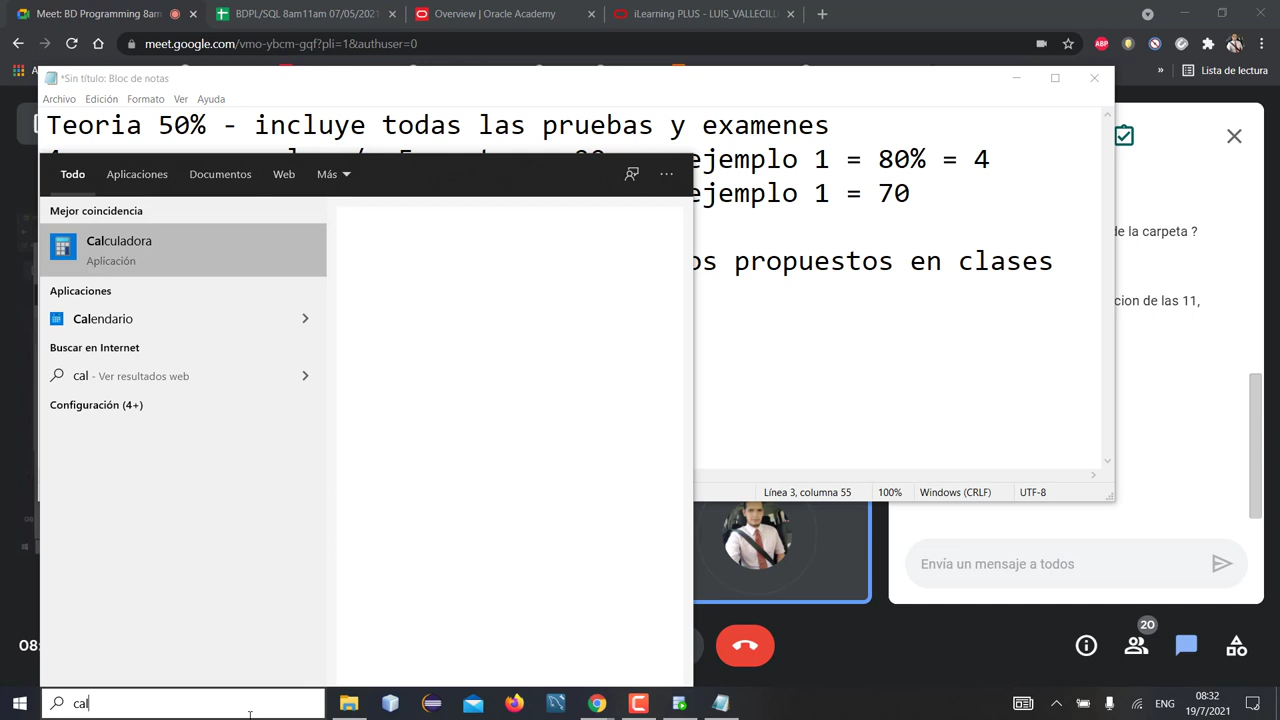 Meet: BD Programming 8am
BDPL/SQL 8am11am 07/05/2021
Overview | Oracle Academy
iLearning PLUS - LUIS_VALLECILL
meet.google.com/vmo-ybcm-gqf?pli=1&authuser=0
ABP
»
Lista de lectura
*Sin título: Bloc de notas
Archivo Edición Formato Ver Ayuda
Teoria 50% - incluye todas las pruebas y examenes
ejemplo 1 = 80% = 4
ejemplo 1 = 70
os propuestos en clases
Todo Aplicaciones Documentos Web Más
Mejor coincidencia
Calculadora
Aplicación
Aplicaciones
Calendario
Buscar en Internet
cal - Ver resultados web
Configuración (4+)
de la carpeta ?
cion de las 11,
Línea 3, columna 55 100% Windows (CRLF) UTF-8
Envía un mensaje a todos
20
08:
cal
ENG
08:32
19/7/2021